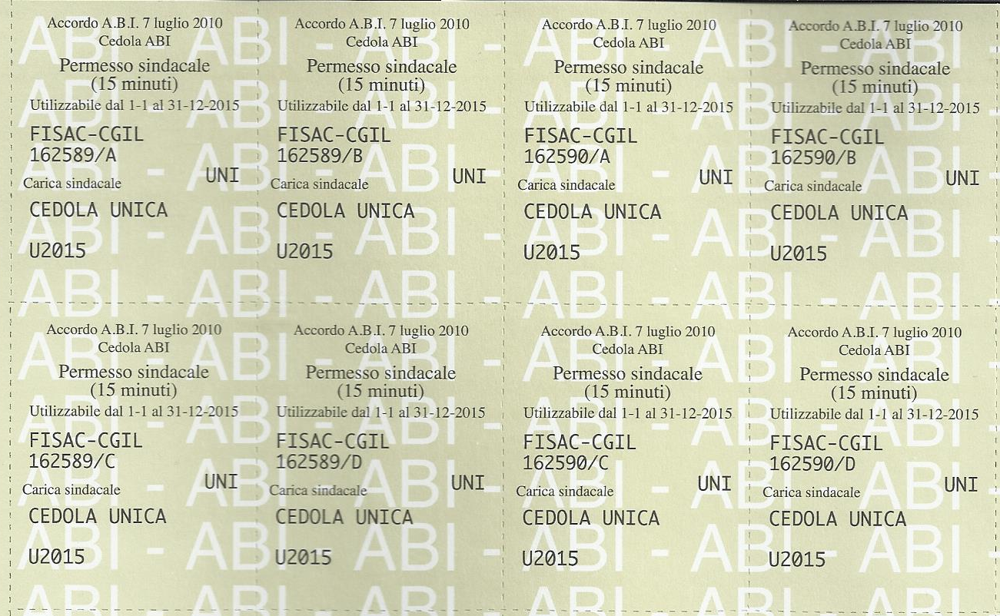 Accordo A.B.I. 7 luglio 2010
Cedola ABI
Permesso sindacale
(15 minuti)
Utilizzabile dal 1-1 al 31-12-2015
FISAC-CGIL
162589/A
UNI
Carica sindacale
CEDOLA UNICA
U2015
Accordo A.B.I. 7 luglio 2010
Cedola ABI
Permesso sindacale
(15 minuti)
Utilizzabile dal 1-1 al 31-12-2015
FISAC-CGIL
162589/B
UNI
Carica sindacale
CEDOLA UNICA
U2015
Accordo A.B.I. 7 luglio 2010
Cedola ABI
Permesso sindacale
(15 minuti)
Utilizzabile dal 1-1 al 31-12-2015
FISAC-CGIL
162590/A
UNI
Carica sindacale
CEDOLA UNICA
U2015
Accordo A.B.I. 7 luglio 2010
Cedola ABI
Permesso sindacale
(15 minuti)
Utilizzabile dal 1-1 al 31-12-2015
FISAC-CGIL
162590/B
UNI
Carica sindacale
CEDOLA UNICA
U2015
Accordo A.B.I. 7 luglio 2010
Cedola ABI
Permesso sindacale
(15 minuti)
Utilizzabile dal 1-1 al 31-12-2015
FISAC-CGIL
162589/C
UNI
Carica sindacale
CEDOLA UNICA
U2015
Accordo A.B.I. 7 luglio 2010
Cedola ABI
Permesso sindacale
(15 minuti)
Utilizzabile dal 1-1 al 31-12-2015
FISAC-CGIL
162589/D
UNI
Carica sindacale
CEDOLA UNICA
U2015
Accordo A.B.I. 7 luglio 2010
Cedola ABI
Permesso sindacale
(15 minuti)
Utilizzabile dal 1-1 al 31-12-2015
FISAC-CGIL
162590/C
UNI
Carica sindacale
CEDOLA UNICA
U2015
Accordo A.B.I. 7 luglio 2010
Cedola ABI
Permesso sindacale
(15 minuti)
Utilizzabile dal 1-1 al 31-12-2015
FISAC-CGIL
162590/D
UNI
Carica sindacale
CEDOLA UNICA
U2015